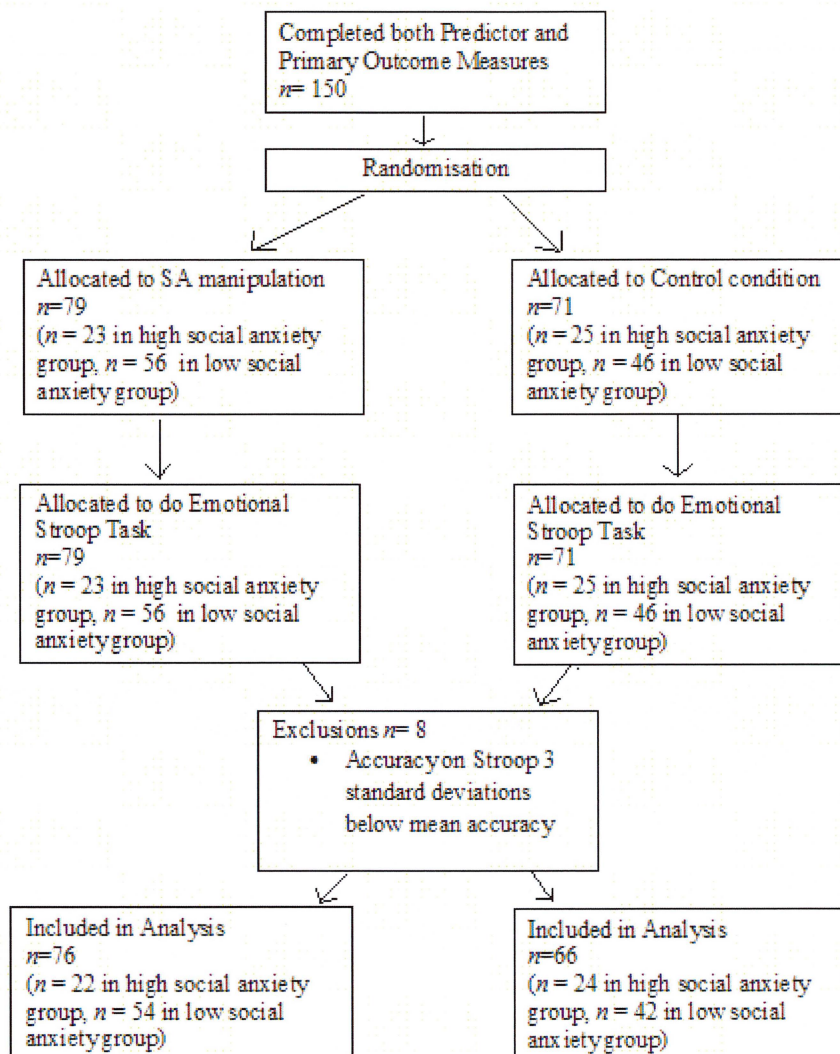 Completed both Predictor and
Primary Outcome Measures
n= 150
Randomisation
Allocated to SA manipulation
n=79
(n = 23 in high social anxiety
group, n = 56 in low social
anxiety group)
Allocated to Control condition
n=71
(n = 25 in high social anxiety
group, n = 46 in low social
anxiety group)
Allocated to do Emotional
Stroop Task
n=79
(n = 23 in high social anxiety
group, n = 56 in low social
anxiety group)
Allocated to do Emotional
Stroop Task
n=71
(n = 25 in high social anxiety
group, n = 46 in low social
anxiety group)
Exclusions n= 8
• Accuracy on Stroop 3
standard deviations
below mean accuracy
Included in Analysis
n=76
(n = 22 in high social anxiety
group, n = 54 in low social
anxiety group)
Included in Analysis
n=66
(n = 24 in high social anxiety
group, n = 42 in low social
anxiety group)